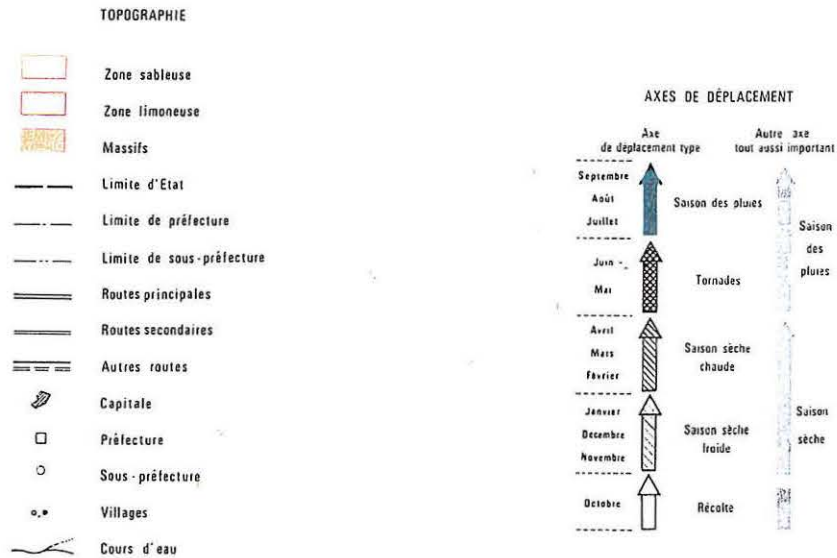 TOPOGRAPHIE
Zone sableuse
Zone limoneuse
Massifs
Limite d'Etat
Limite de préfecture
Limite de sous-préfecture
Routes principales
Routes secondaires
Autres routes
Capitale
Préfecture
Sous-préfecture
Villages
Cours d'eau
AXES DE DÉPLACEMENT
Axe
de déplacement type
Autre axe
tout aussi important
Septembre
Août
Juillet
Saison des pluies
Juin
Mai
Tornades
Saison
des
pluies
Avril
Mars
Février
Saison sèche
chaude
Janvier
Décembre
Novembre
Saison sèche
froide
Saison
sèche
Octobre
Récolte